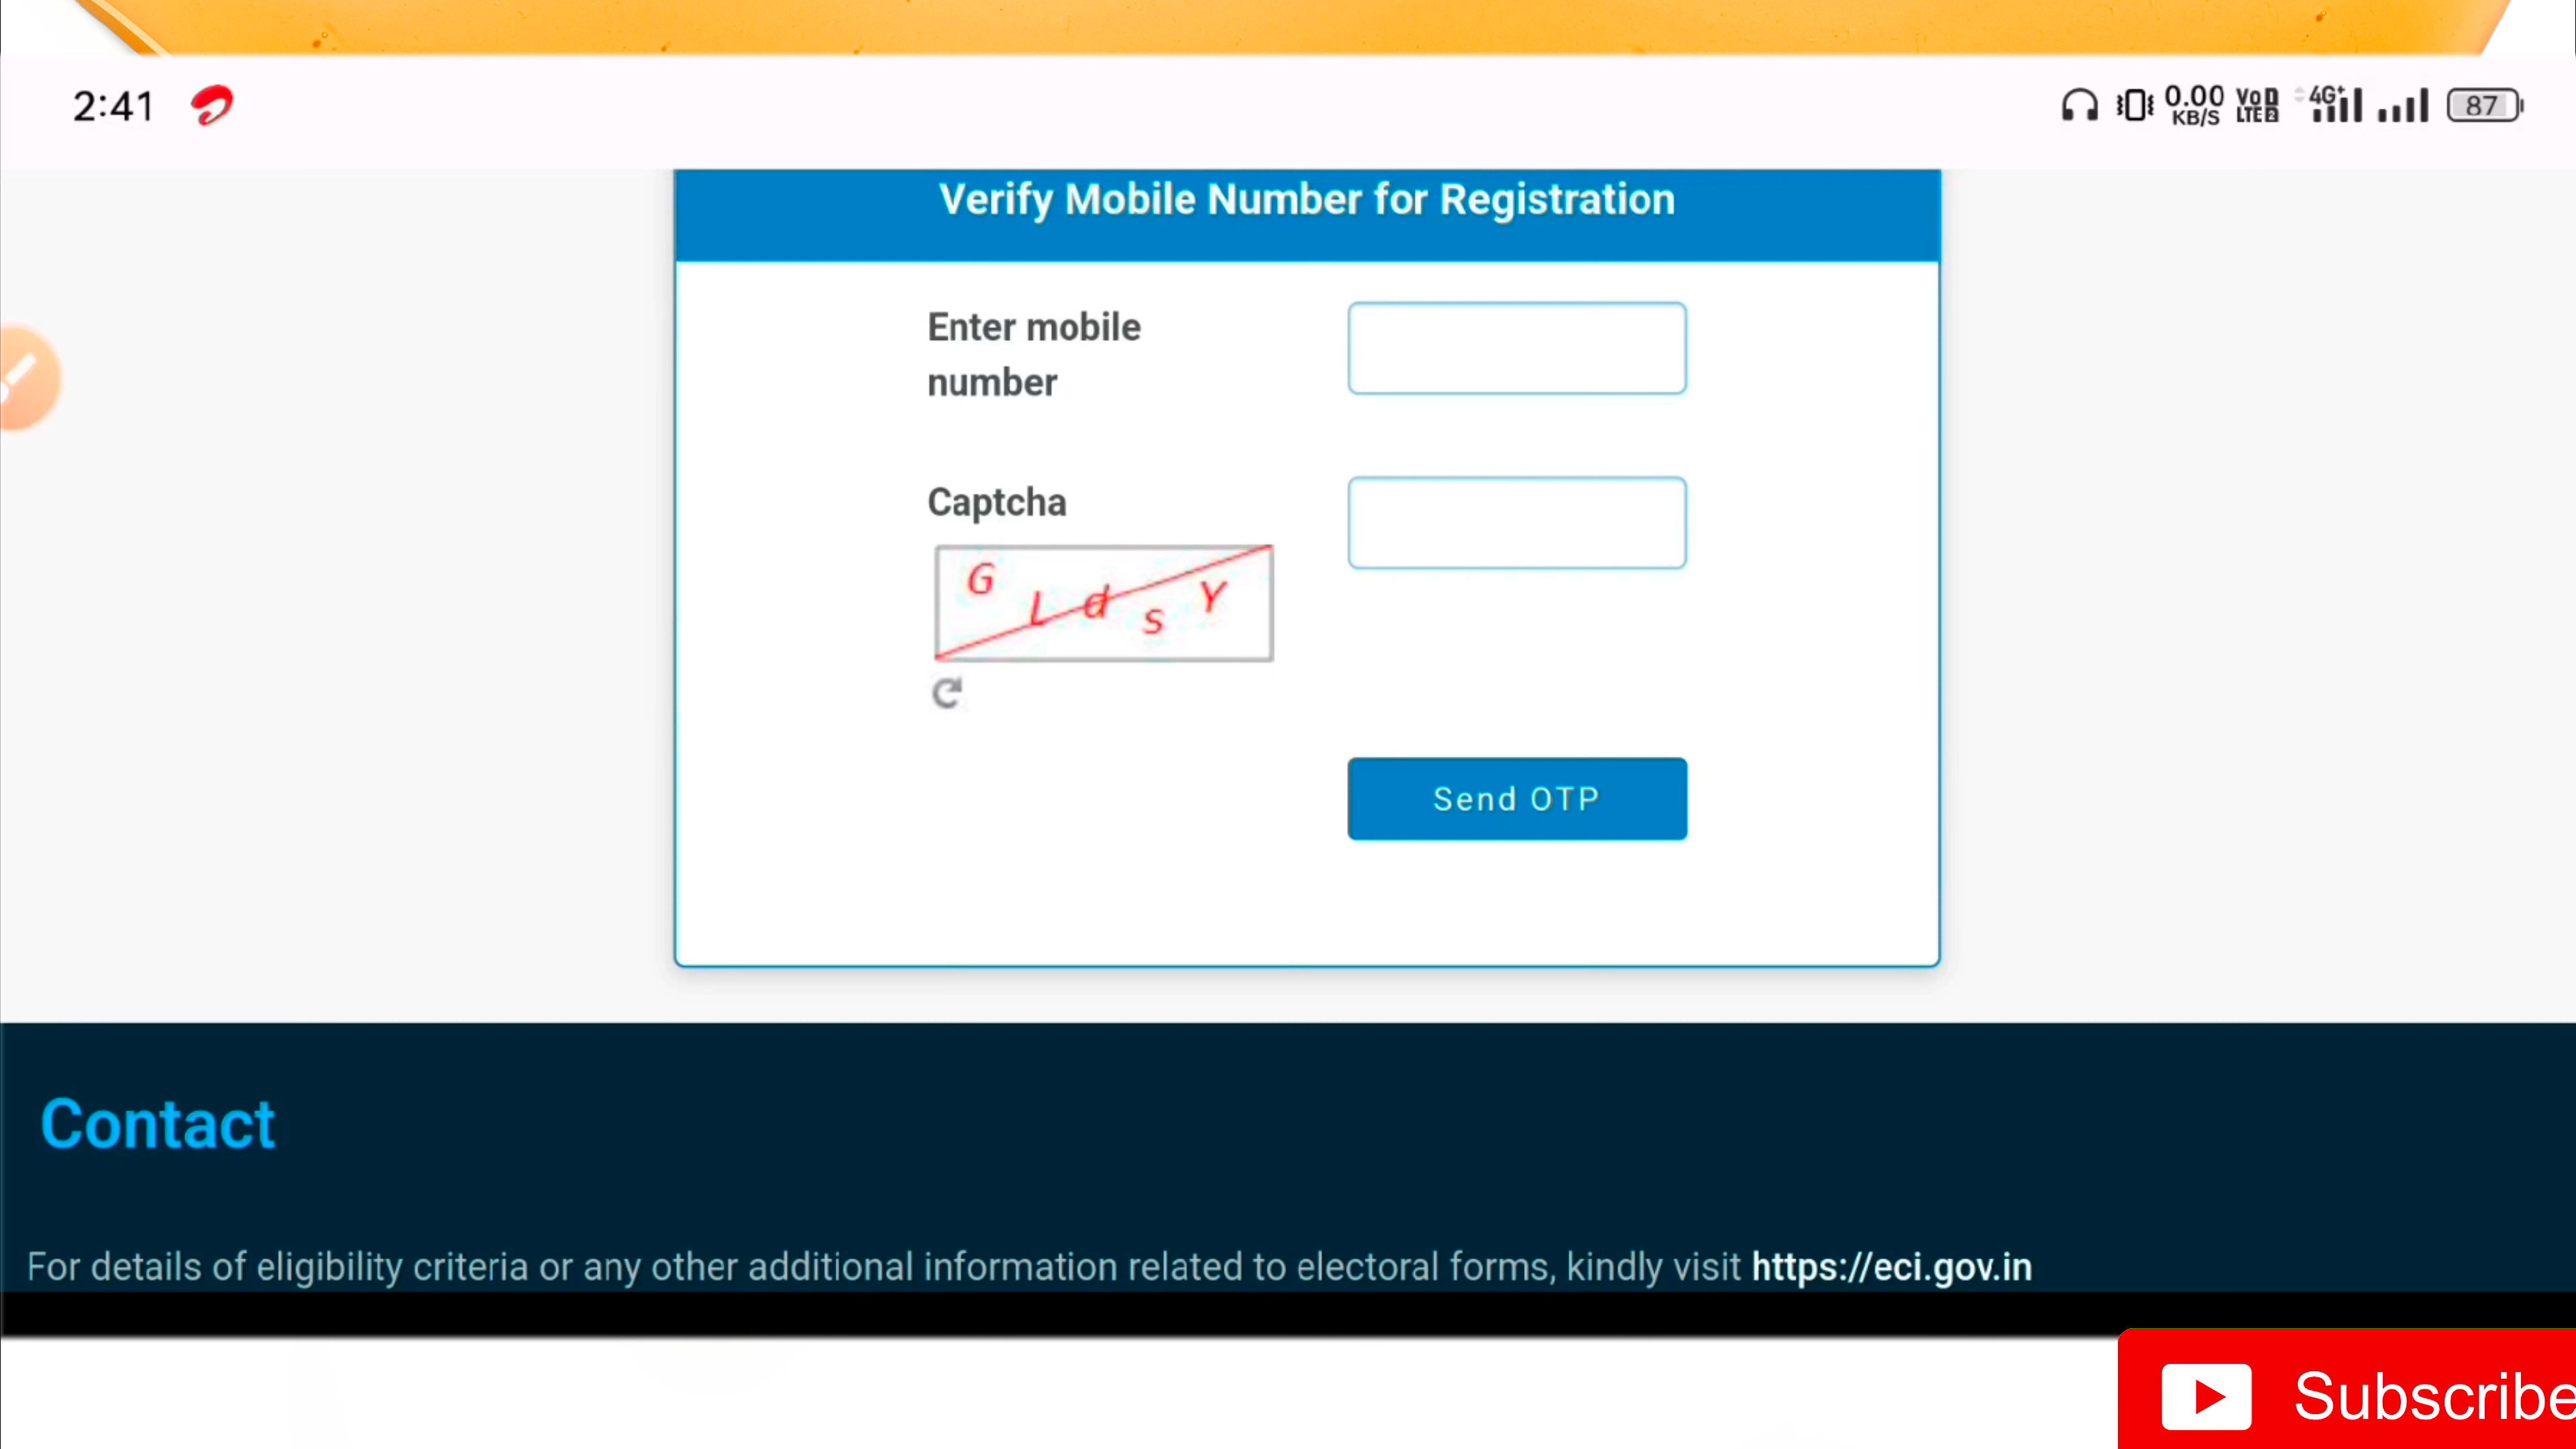 2:41
0.00 KB/S
Vo 1 LTE 2
4G+
87
Verify Mobile Number for Registration
Enter mobile
number
Captcha
G L d s Y
Send OTP
Contact
For details of eligibility criteria or any other additional information related to electoral forms, kindly visit https://eci.gov.in
Subscribe